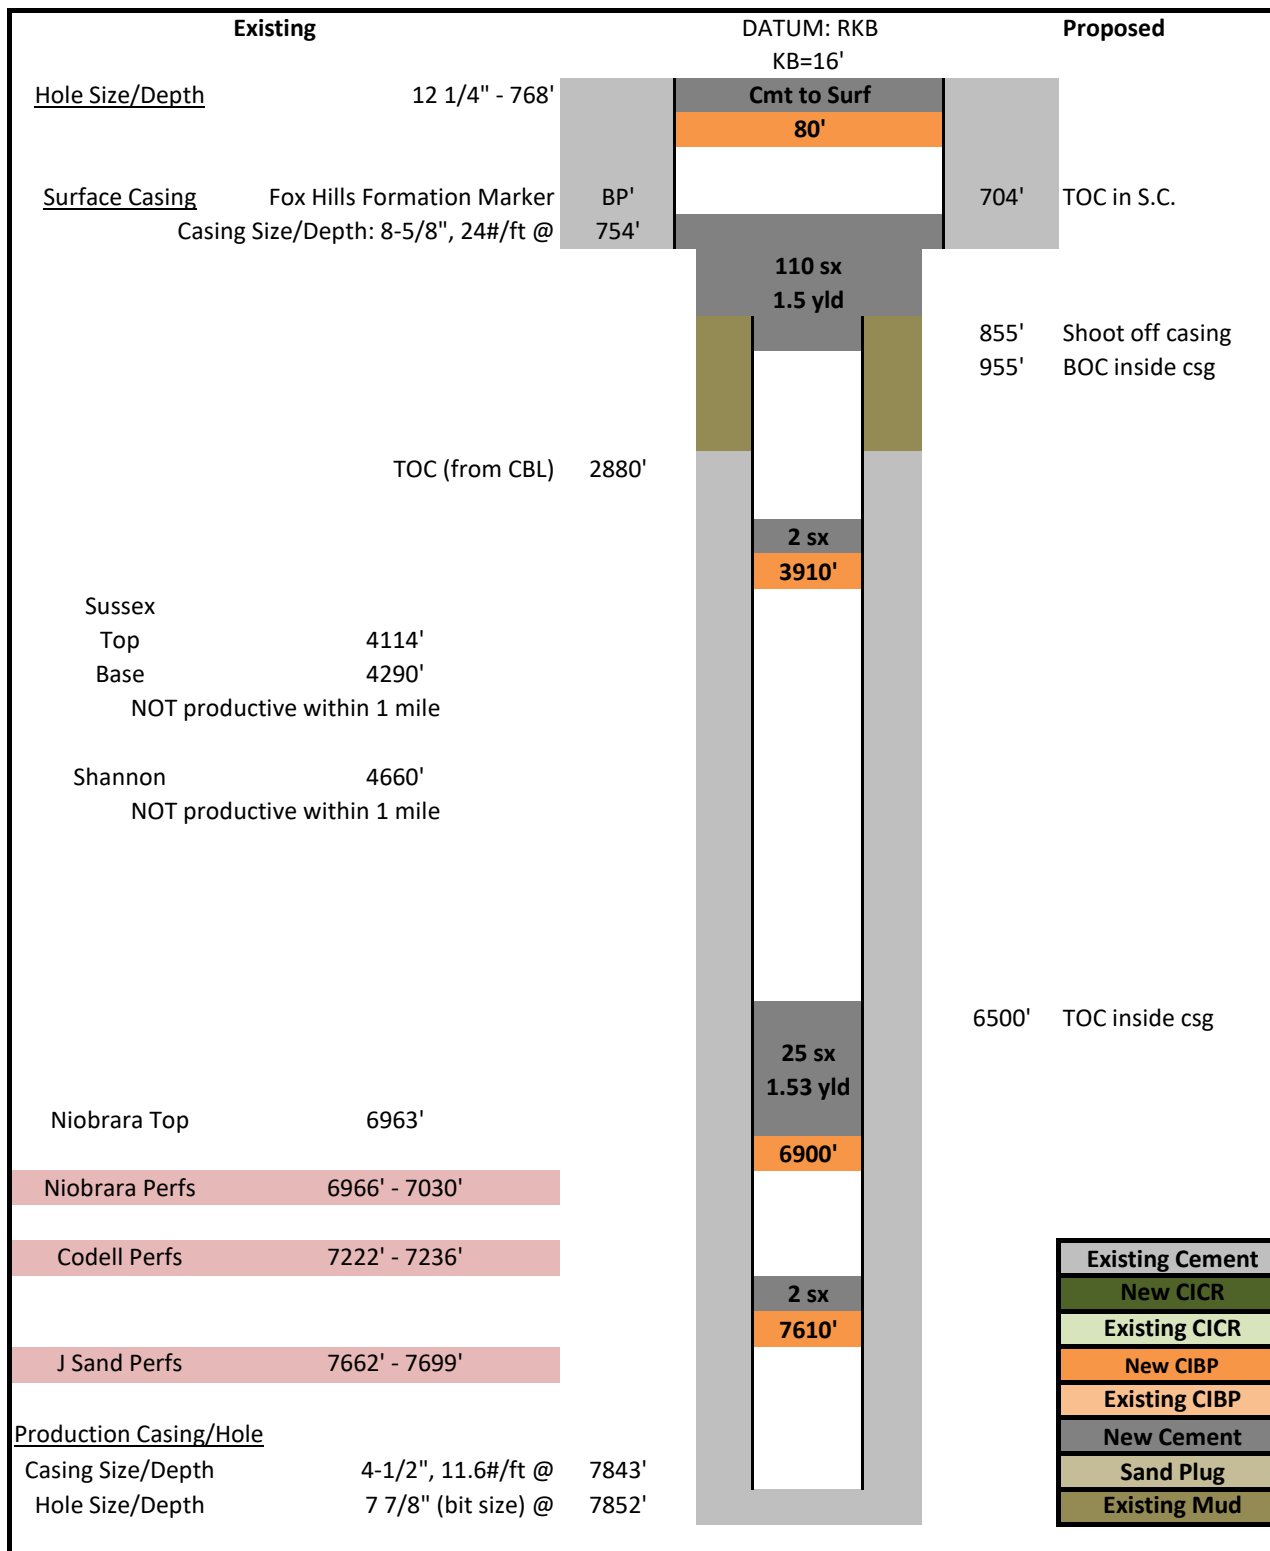 Existing DATUM: RKB Proposed
KB=16'
Hole Size/Depth 12 1/4" - 768' Cmt to Surf
80'
Surface Casing Fox Hills Formation Marker BP' 704' TOC in S.C.
Casing Size/Depth: 8-5/8", 24#/ft @ 754'
110 sx
1.5 yld
855' Shoot off casing
955' BOC inside csg
TOC (from CBL) 2880'
2 sx
3910'
Sussex
Top 4114'
Base 4290'
NOT productive within 1 mile
Shannon 4660'
NOT productive within 1 mile
6500' TOC inside csg
25 sx
1.53 yld
Niobrara Top 6963'
6900'
Niobrara Perfs 6966' - 7030'
Codell Perfs 7222' - 7236'
Existing Cement
2 sx New CICR
7610' Existing CICR
J Sand Perfs 7662' - 7699' New CIBP
Existing CIBP
Production Casing/Hole New Cement
Casing Size/Depth 4-1/2", 11.6#/ft @ 7843' Sand Plug
Hole Size/Depth 7 7/8" (bit size) @ 7852' Existing Mud